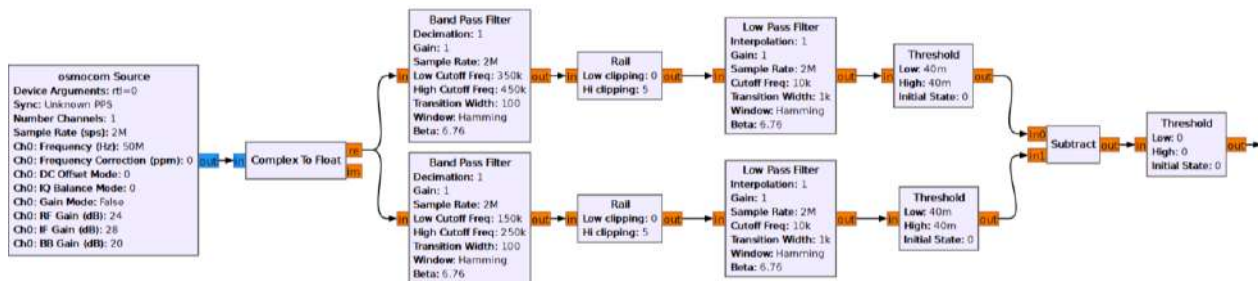 osmocom Source
Device Arguments: rtl=0
Sync: Unknown PPS
Number Channels: 1
Sample Rate (sps): 2M
Ch0: Frequency (Hz): 50M
Ch0: Frequency Correction (ppm): 0
Ch0: DC Offset Mode: 0
Ch0: IQ Balance Mode: 0
Ch0: Gain Mode: False
Ch0: RF Gain (dB): 24
Ch0: IF Gain (dB): 28
Ch0: BB Gain (dB): 20
out
in
Complex To Float
re
im
in
Band Pass Filter
Decimation: 1
Gain: 1
Sample Rate: 2M
Low Cutoff Freq: 350k
High Cutoff Freq: 450k
Transition Width: 100
Window: Hamming
Beta: 6.76
out
in
Rail
Low clipping: 0
Hi clipping: 5
out
in
Low Pass Filter
Interpolation: 1
Gain: 1
Sample Rate: 2M
Cutoff Freq: 10k
Transition Width: 1k
Window: Hamming
Beta: 6.76
out
in
Threshold
Low: 40m
High: 40m
Initial State: 0
out
in
Band Pass Filter
Decimation: 1
Gain: 1
Sample Rate: 2M
Low Cutoff Freq: 150k
High Cutoff Freq: 250k
Transition Width: 100
Window: Hamming
Beta: 6.76
out
in
Rail
Low clipping: 0
Hi clipping: 5
out
in
Low Pass Filter
Interpolation: 1
Gain: 1
Sample Rate: 2M
Cutoff Freq: 10k
Transition Width: 1k
Window: Hamming
Beta: 6.76
out
in
Threshold
Low: 40m
High: 40m
Initial State: 0
out
in0
in1
Subtract
out
in
Threshold
Low: 0
High: 0
Initial State: 0
out